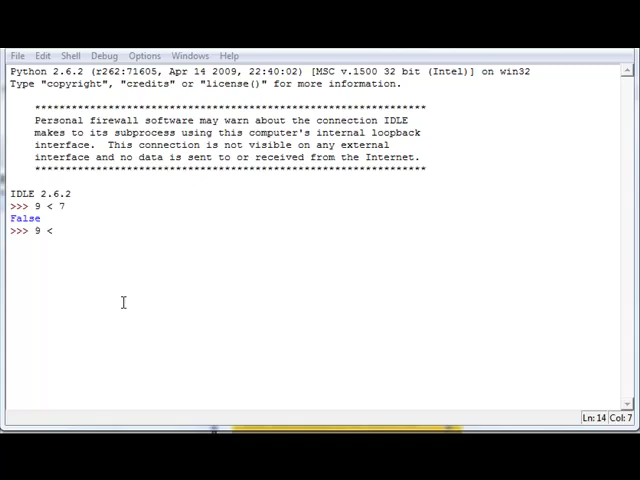 File Edit Shell Debug Options Windows Help
Python 2.6.2 (r262:71605, Apr 14 2009, 22:40:02) [MSC v.1500 32 bit (Intel)] on win32
Type "copyright", "credits" or "license()" for more information.
****************************************************************
Personal firewall software may warn about the connection IDLE
makes to its subprocess using this computer's internal loopback
interface.  This connection is not visible on any external
interface and no data is sent to or received from the Internet.
****************************************************************
IDLE 2.6.2
>>> 9 < 7
False
>>> 9 <
Ln: 14 Col: 7